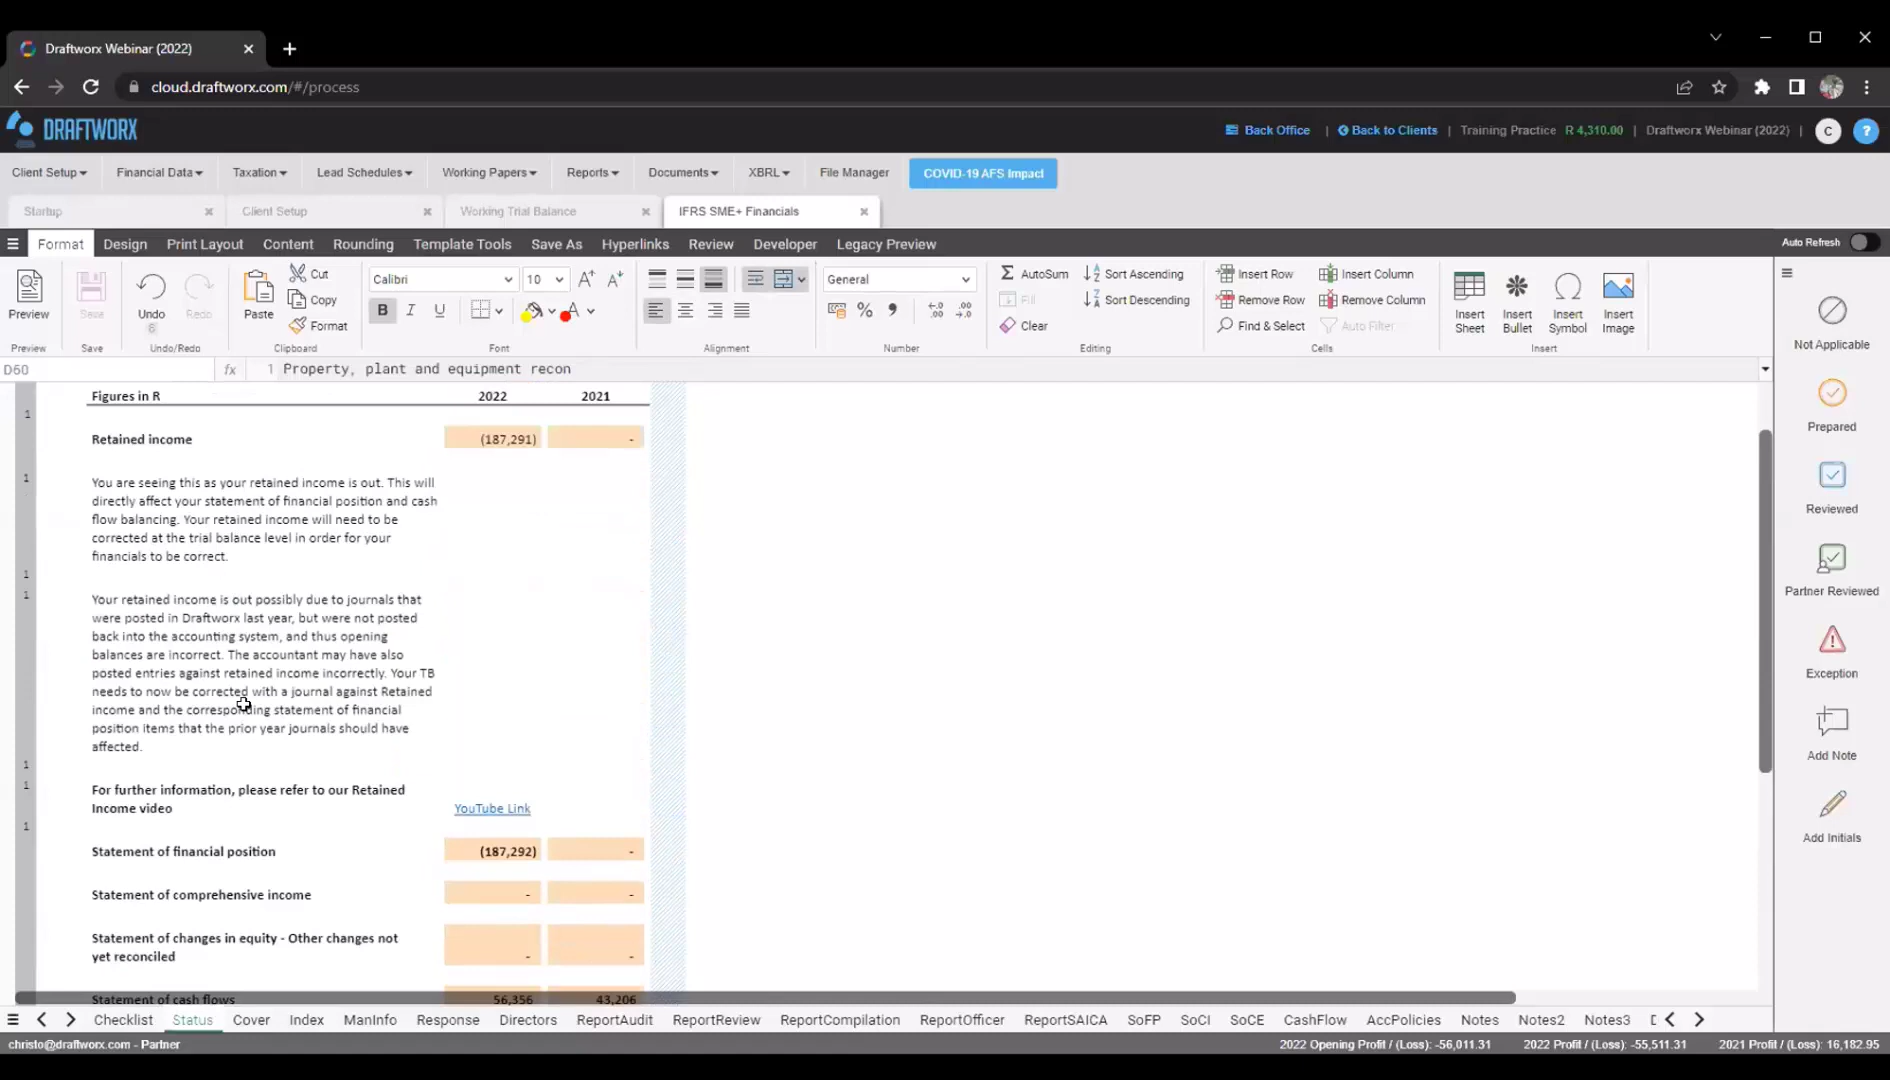 Draftworx Webinar (2022)
cloud.draftworx.com/#/process
DRAFTWORX
Back Office | Back to Clients | Training Practice R 4,310.00 | Draftworx Webinar (2022) | C ?
Client Setup Financial Data Taxation Lead Schedules Working Papers Reports Documents XBRL File Manager COVID-19 AFS Impact
Startup Client Setup Working Trial Balance IFRS SME+ Financials
Format Design Print Layout Content Rounding Template Tools Save As Hyperlinks Review Developer Legacy Preview Auto Refresh
Cut Calibri 10 General AutoSum Sort Ascending Insert Row Insert Column
Copy Fill Sort Descending Remove Row Remove Column
Preview Save Undo Redo Paste Format B I U A % Clear Find & Select Auto Filter Insert Sheet Insert Bullet Insert Symbol Insert Image
6
Preview Save Undo/Redo Clipboard Font Alignment Number Editing Cells Insert
D60 fx 1 Property, plant and equipment recon
Figures in R 2022 2021
1
Retained income (187,291) -
1 You are seeing this as your retained income is out. This will
directly affect your statement of financial position and cash
flow balancing. Your retained income will need to be
corrected at the trial balance level in order for your
financials to be correct.
1
1 Your retained income is out possibly due to journals that
were posted in Draftworx last year, but were not posted
back into the accounting system, and thus opening
balances are incorrect. The accountant may have also
posted entries against retained income incorrectly. Your TB
needs to now be corrected with a journal against Retained
income and the corresponding statement of financial
position items that the prior year journals should have
affected.
1
1 For further information, please refer to our Retained
Income video YouTube Link
1
Statement of financial position (187,292) -
Statement of comprehensive income - -
Statement of changes in equity - Other changes not
yet reconciled - -
Statement of cash flows 56,356 43,206
Not Applicable
Prepared
Reviewed
Partner Reviewed
Exception
Add Note
Add Initials
Checklist Status Cover Index ManInfo Response Directors ReportAudit ReportReview ReportCompilation ReportOfficer ReportSAICA SoFP SoCI SoCE CashFlow AccPolicies Notes Notes2 Notes3
christo@draftworx.com - Partner 2022 Opening Profit / (Loss): -56,011.31 2022 Profit / (Loss): -55,511.31 2021 Profit / (Loss): 16,182.95